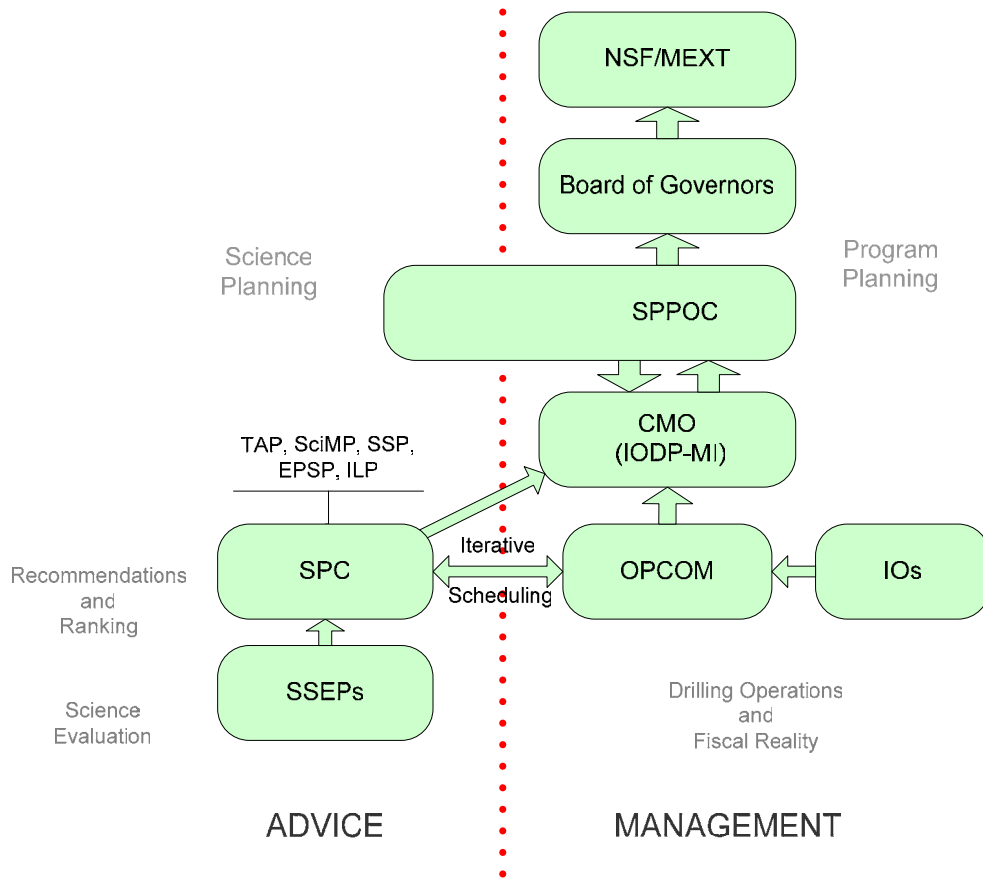 NSF/MEXT
Board of Governors
Science
Planning
Program
Planning
SPPOC
CMO
(IODP-MI)
TAP, SciMP, SSP,
EPSP, ILP
Recommendations
and
Ranking
SPC
Iterative
Scheduling
OPCOM
IOs
SSEPs
Science
Evaluation
Drilling Operations
and
Fiscal Reality
ADVICE
MANAGEMENT